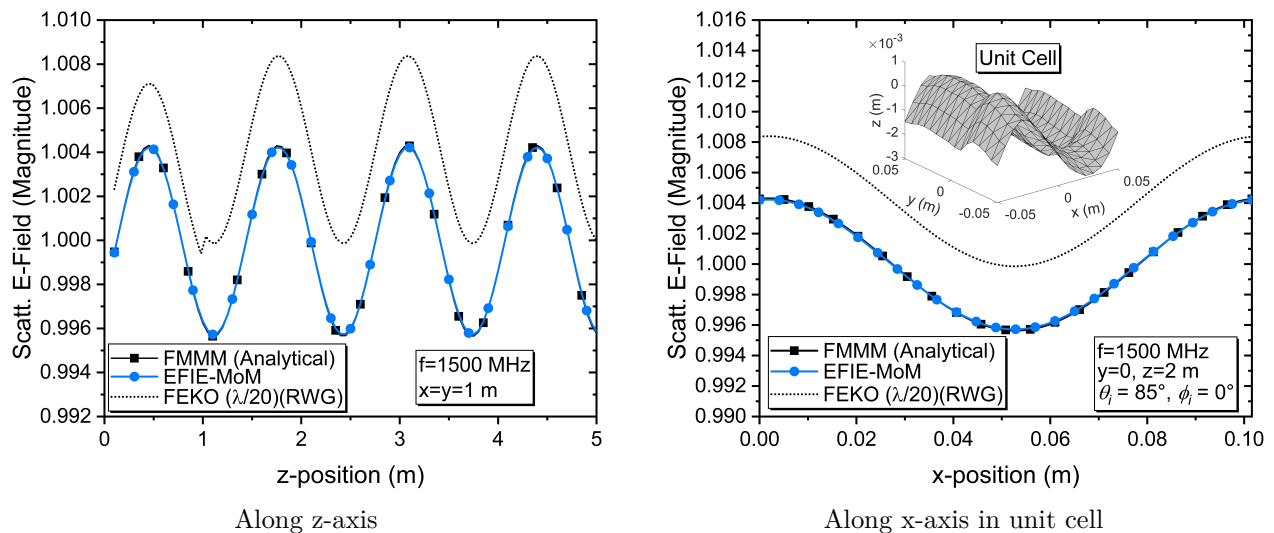 1.010
1.008
1.006
1.004
1.002
1.000
0.998
0.996
0.994
0.992
Scatt. E-Field (Magnitude)
FMMM (Analytical)
EFIE-MoM
FEKO (λ/20)(RWG)
f=1500 MHz
x=y=1 m
0 1 2 3 4 5
z-position (m)
Along z-axis
1.016
1.014
1.012
1.010
1.008
1.006
1.004
1.002
1.000
0.998
0.996
0.994
0.992
0.990
Scatt. E-Field (Magnitude)
Unit Cell
×10⁻³
1
0
-1
-2
-3
z (m)
0.05
0
-0.05
y (m)
-0.05
0
0.05
x (m)
FMMM (Analytical)
EFIE-MoM
FEKO (λ/20)(RWG)
f=1500 MHz
y=0, z=2 m
θᵢ = 85°, ϕᵢ = 0°
0.00 0.02 0.04 0.06 0.08 0.10
x-position (m)
Along x-axis in unit cell